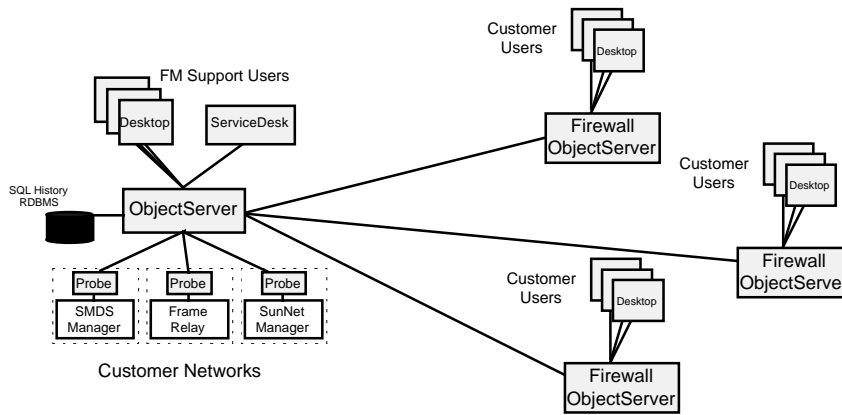 FM Support Users
Desktop
ServiceDesk
SQL History
RDBMS
ObjectServer
Probe
Probe
Probe
SMDS
Manager
Frame
Relay
SunNet
Manager
Customer Networks
Customer
Users
Desktop
Firewall
ObjectServer
Customer
Users
Desktop
Firewall
ObjectServer
Customer
Users
Desktop
Firewall
ObjectServer